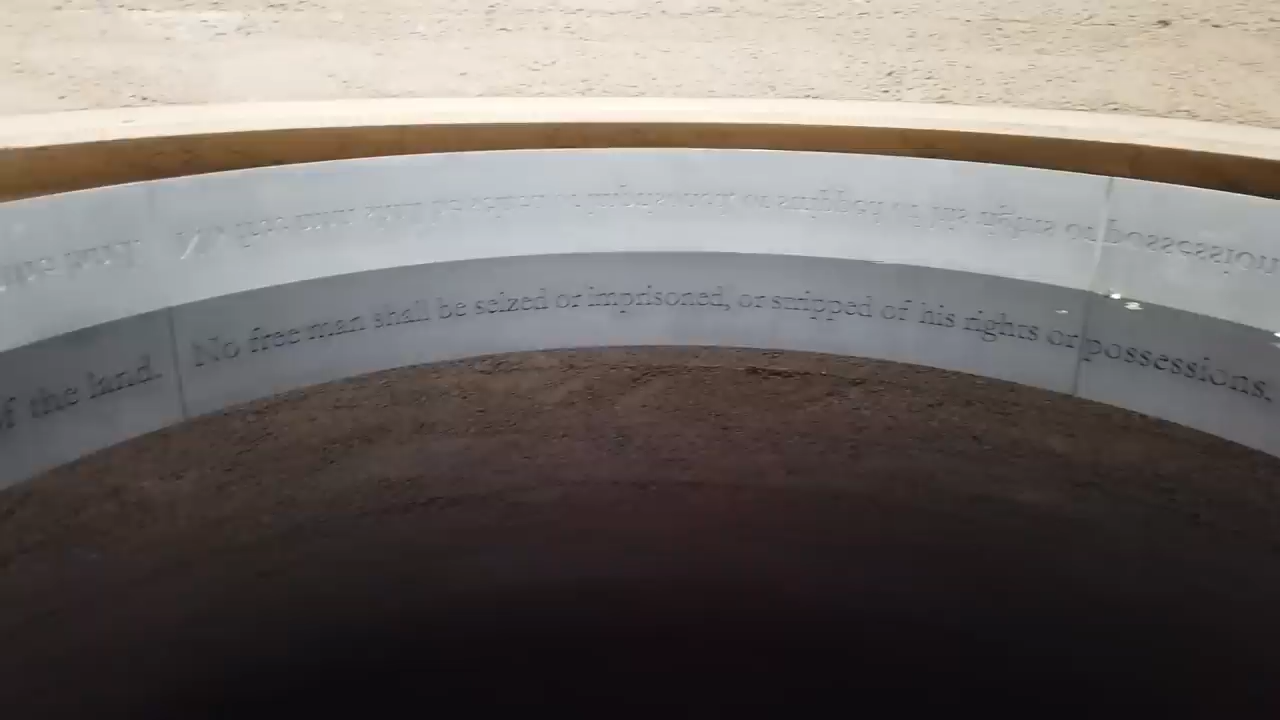 f the land. No free man shall be seized or imprisoned, or stripped of his rights or possessions.